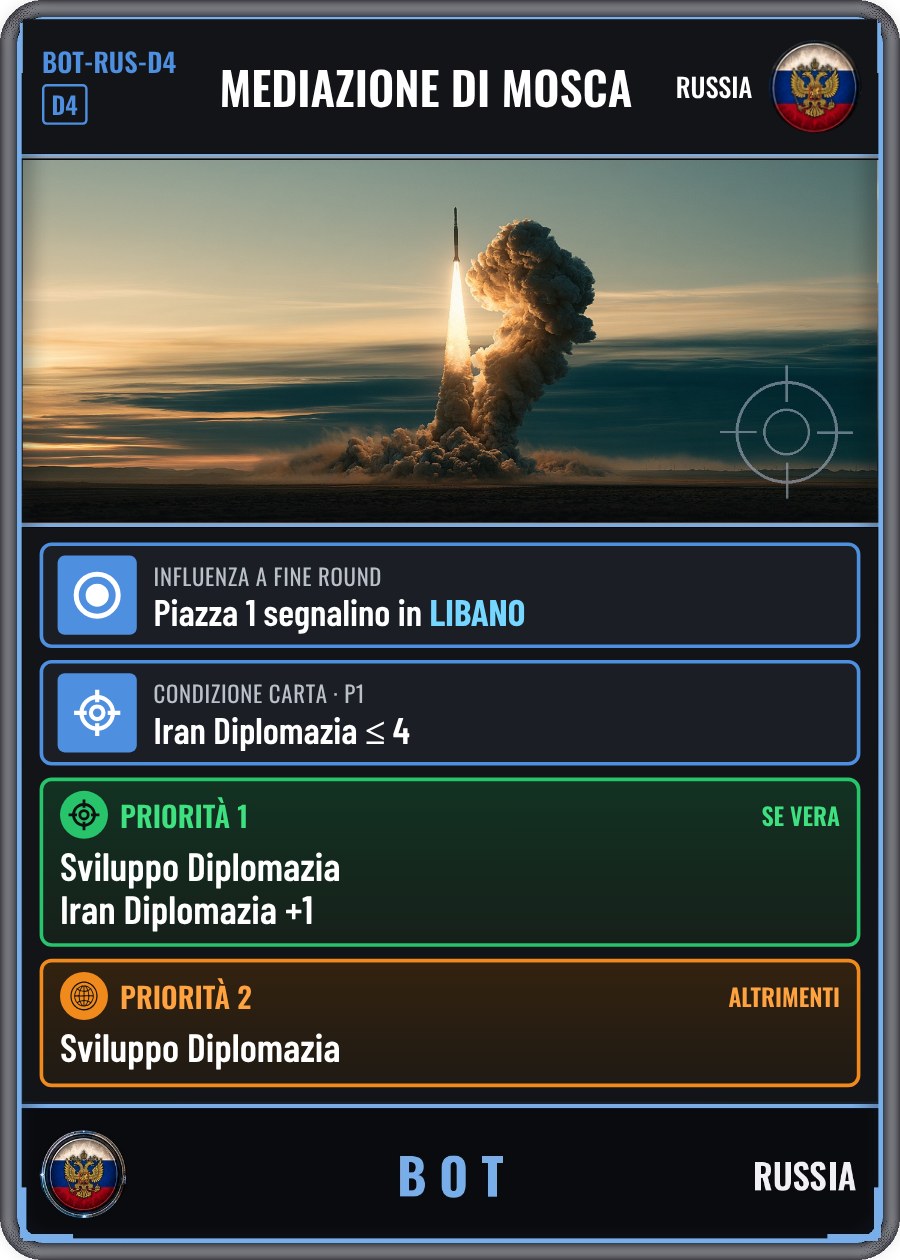 BOT-RUS-D4
D4
MEDIAZIONE DI MOSCA
RUSSIA
INFLUENZA A FINE ROUND
Piazza 1 segnalino in LIBANO
CONDIZIONE CARTA · P1
Iran Diplomazia ≤ 4
PRIORITÀ 1
SE VERA
Sviluppo Diplomazia
Iran Diplomazia +1
PRIORITÀ 2
ALTRIMENTI
Sviluppo Diplomazia
BOT
RUSSIA